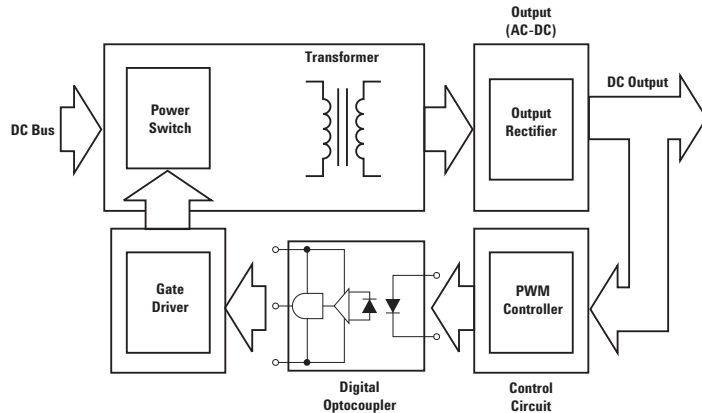 Output
(AC-DC)
Transformer
DC Output
Power
Switch
Output
Rectifier
DC Bus
Gate
Driver
PWM
Controller
Digital
Optocoupler
Control
Circuit